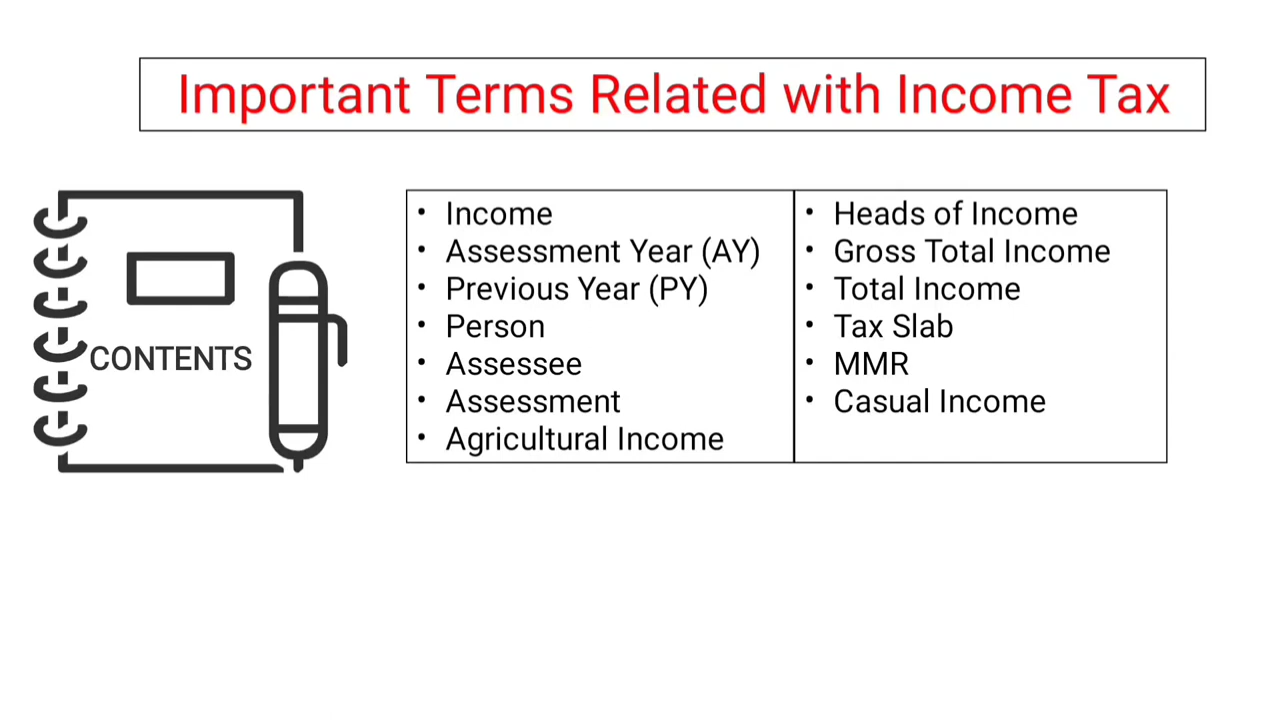 Important Terms Related with Income Tax
CONTENTS
• Income
• Assessment Year (AY)
• Previous Year (PY)
• Person
• Assessee
• Assessment
• Agricultural Income
• Heads of Income
• Gross Total Income
• Total Income
• Tax Slab
• MMR
• Casual Income